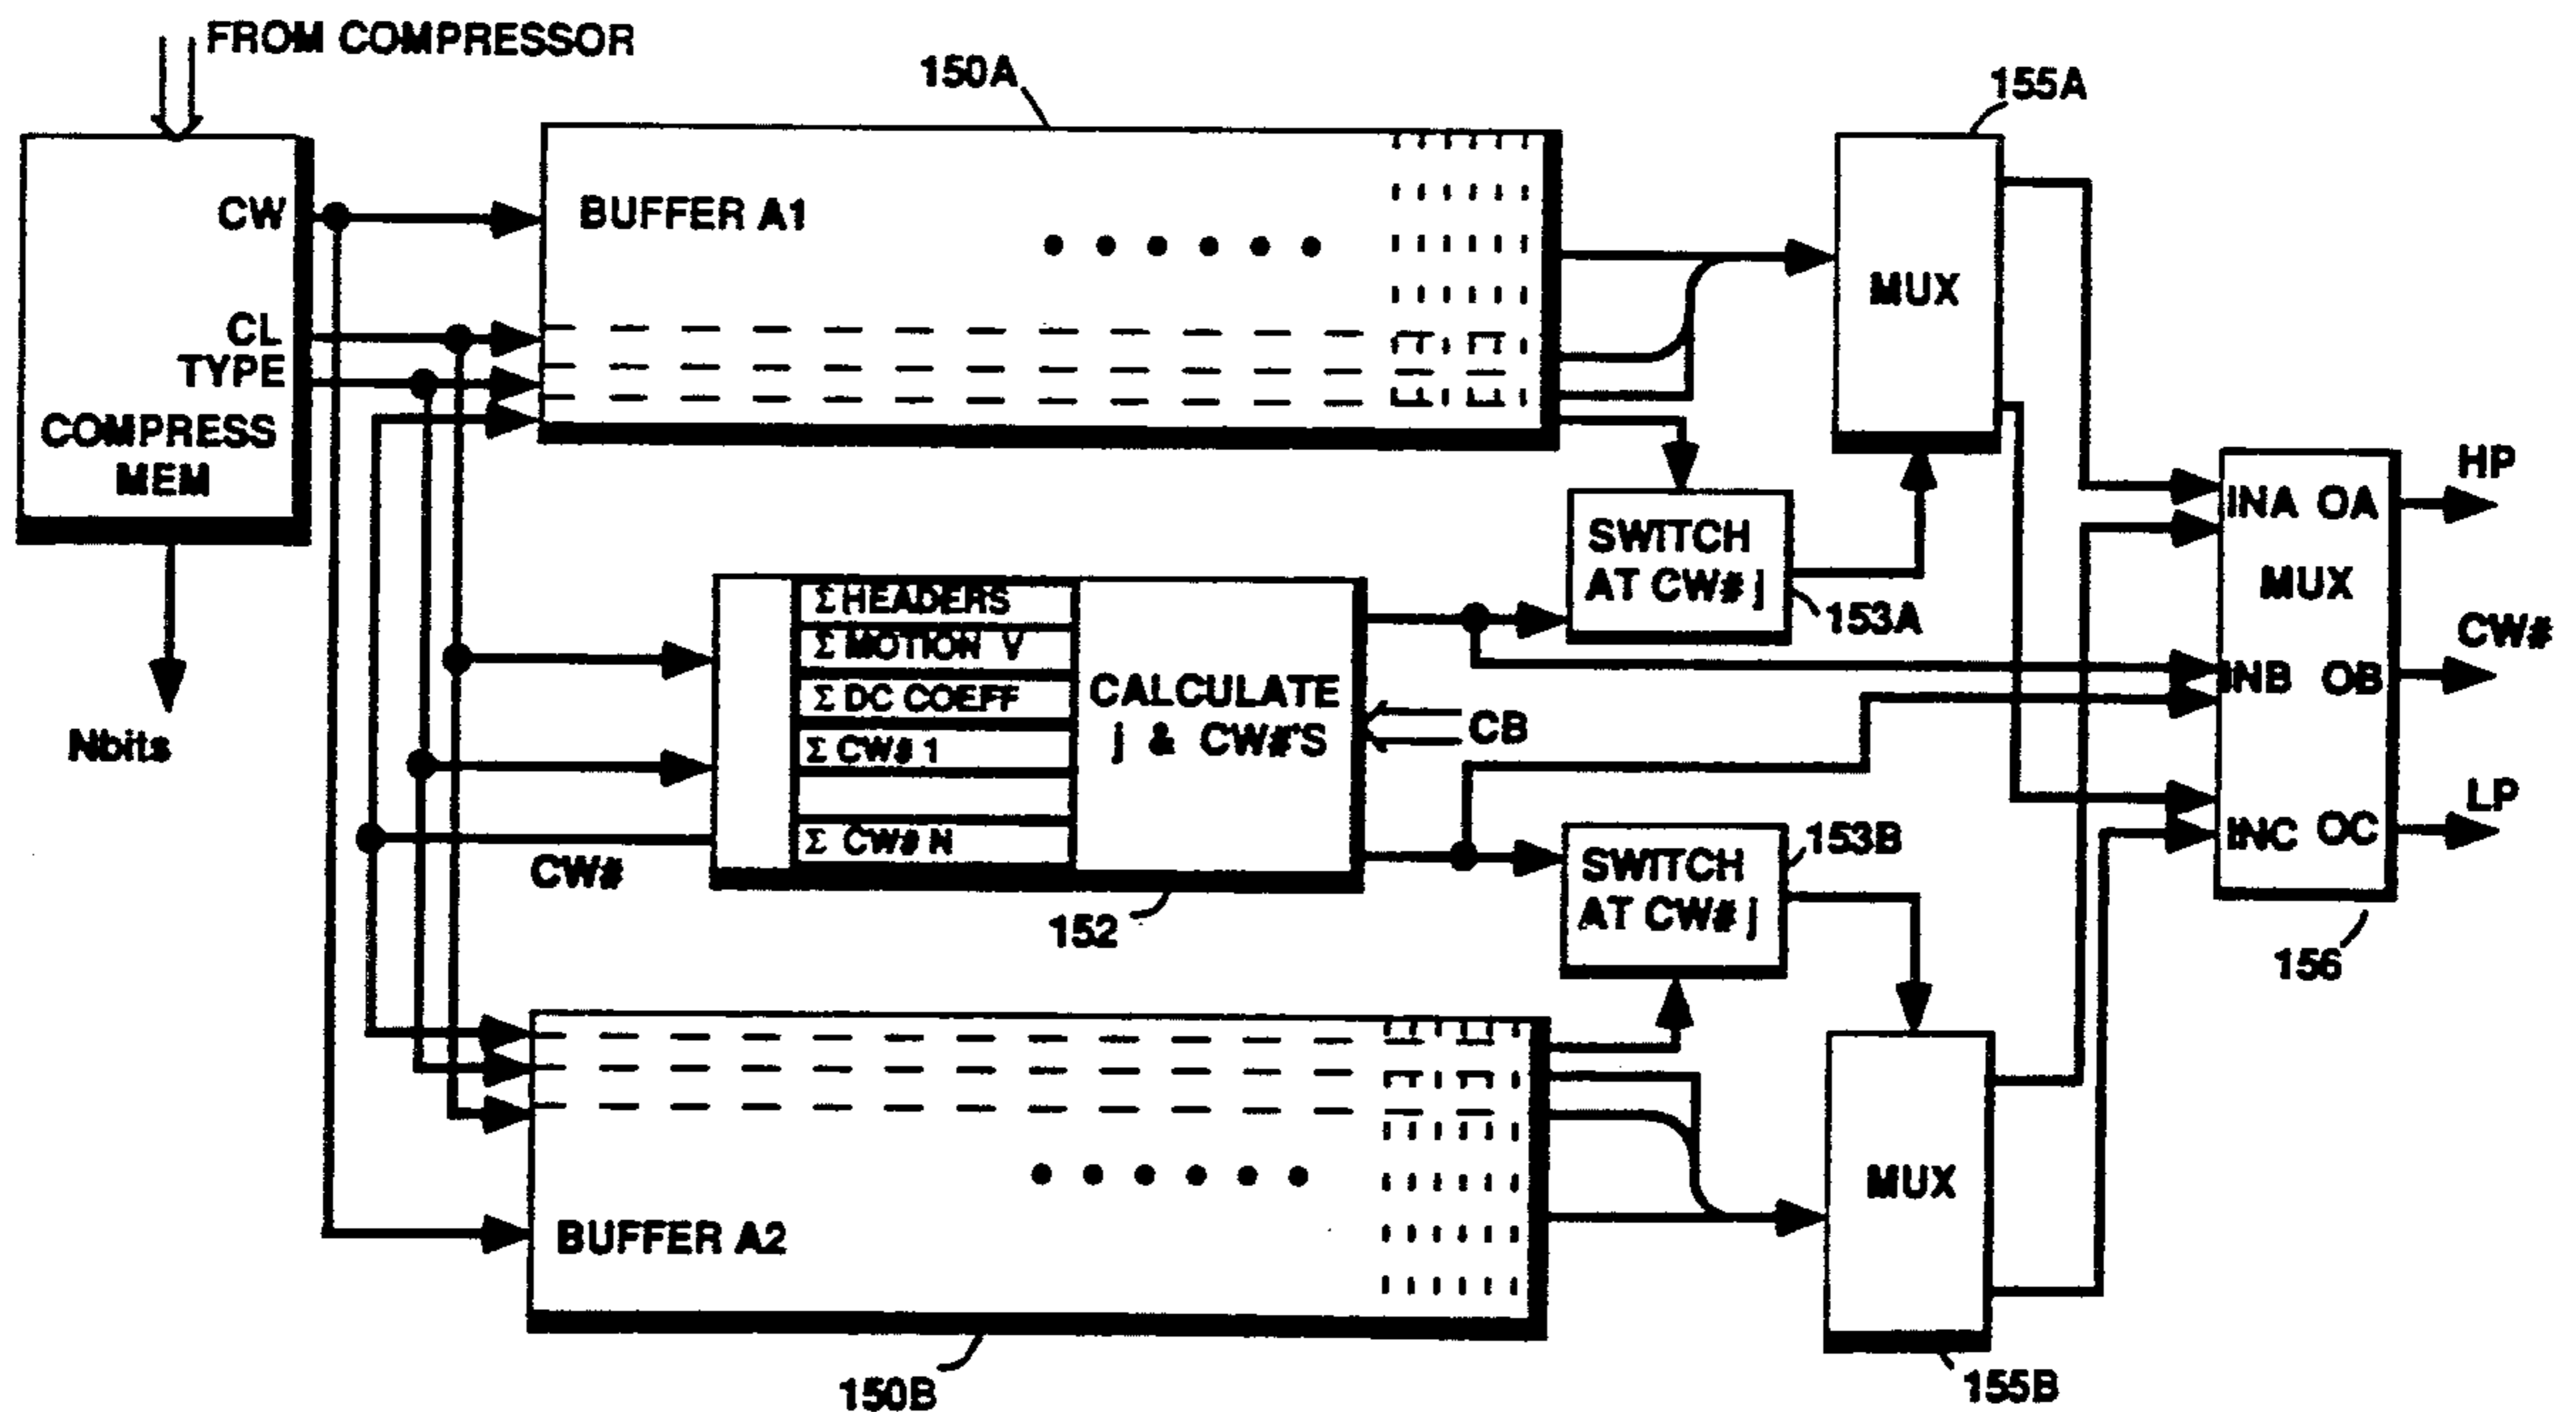 FROM COMPRESSOR
150A
155A
CW
BUFFER A1
CL
TYPE
COMPRESS
MEM
MUX
Nbits
SWITCH
AT CW# j
153A
INA OA
MUX
INB OB
INC OC
HP
CW#
LP
156
Σ HEADERS
Σ MOTION V
Σ DC COEFF
Σ CW# 1
Σ CW# N
CALCULATE
j & CW#'S
CB
CW#
152
SWITCH
AT CW# j
153B
BUFFER A2
MUX
150B
155B